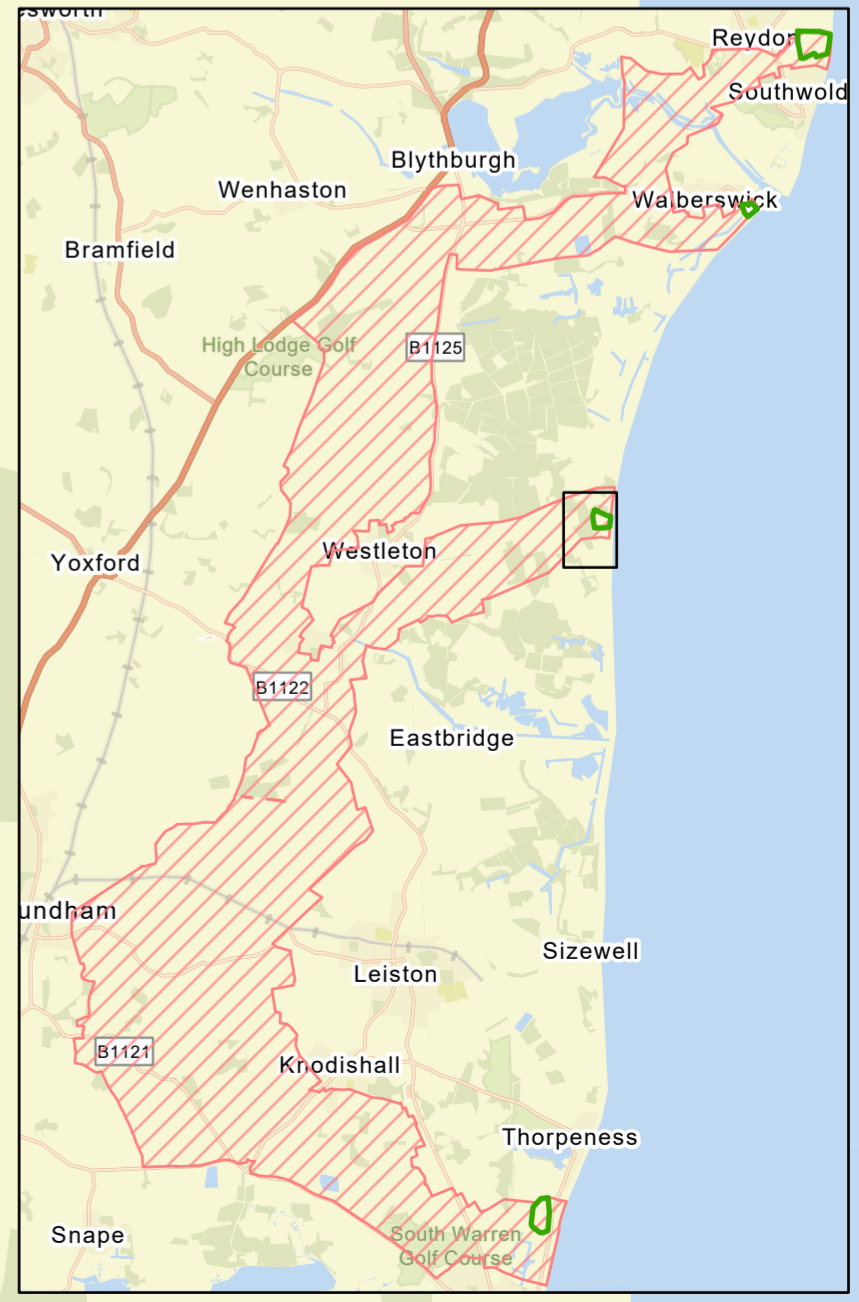 Reydon
Southwold
Blythburgh
Wenhaston
Walberswick
Bramfield
High Lodge Golf
Course
B1125
Westleton
Yoxford
B1122
Eastbridge
undham
Sizewell
Leiston
B1121
Knodishall
Thorpeness
Snape
South Warren
Golf Course